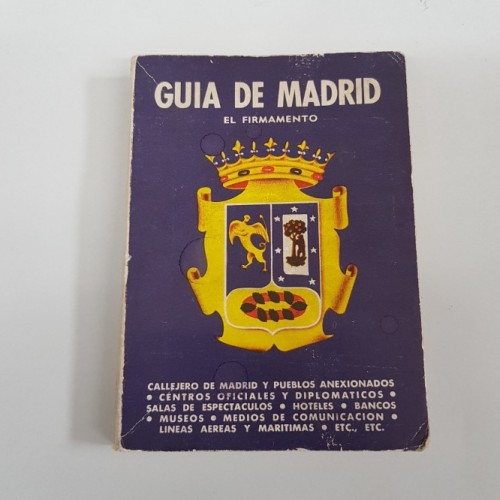 GUIA DE MADRID
EL FIRMAMENTO
CALLEJERO DE MADRID Y PUEBLOS ANEXIONADOS
• CENTROS OFICIALES Y DIPLOMATICOS •
SALAS DE ESPECTACULOS • HOTELES • BANCOS
• MUSEOS • MEDIOS DE COMUNICACION •
LINEAS AEREAS Y MARITIMAS • ETC., ETC.